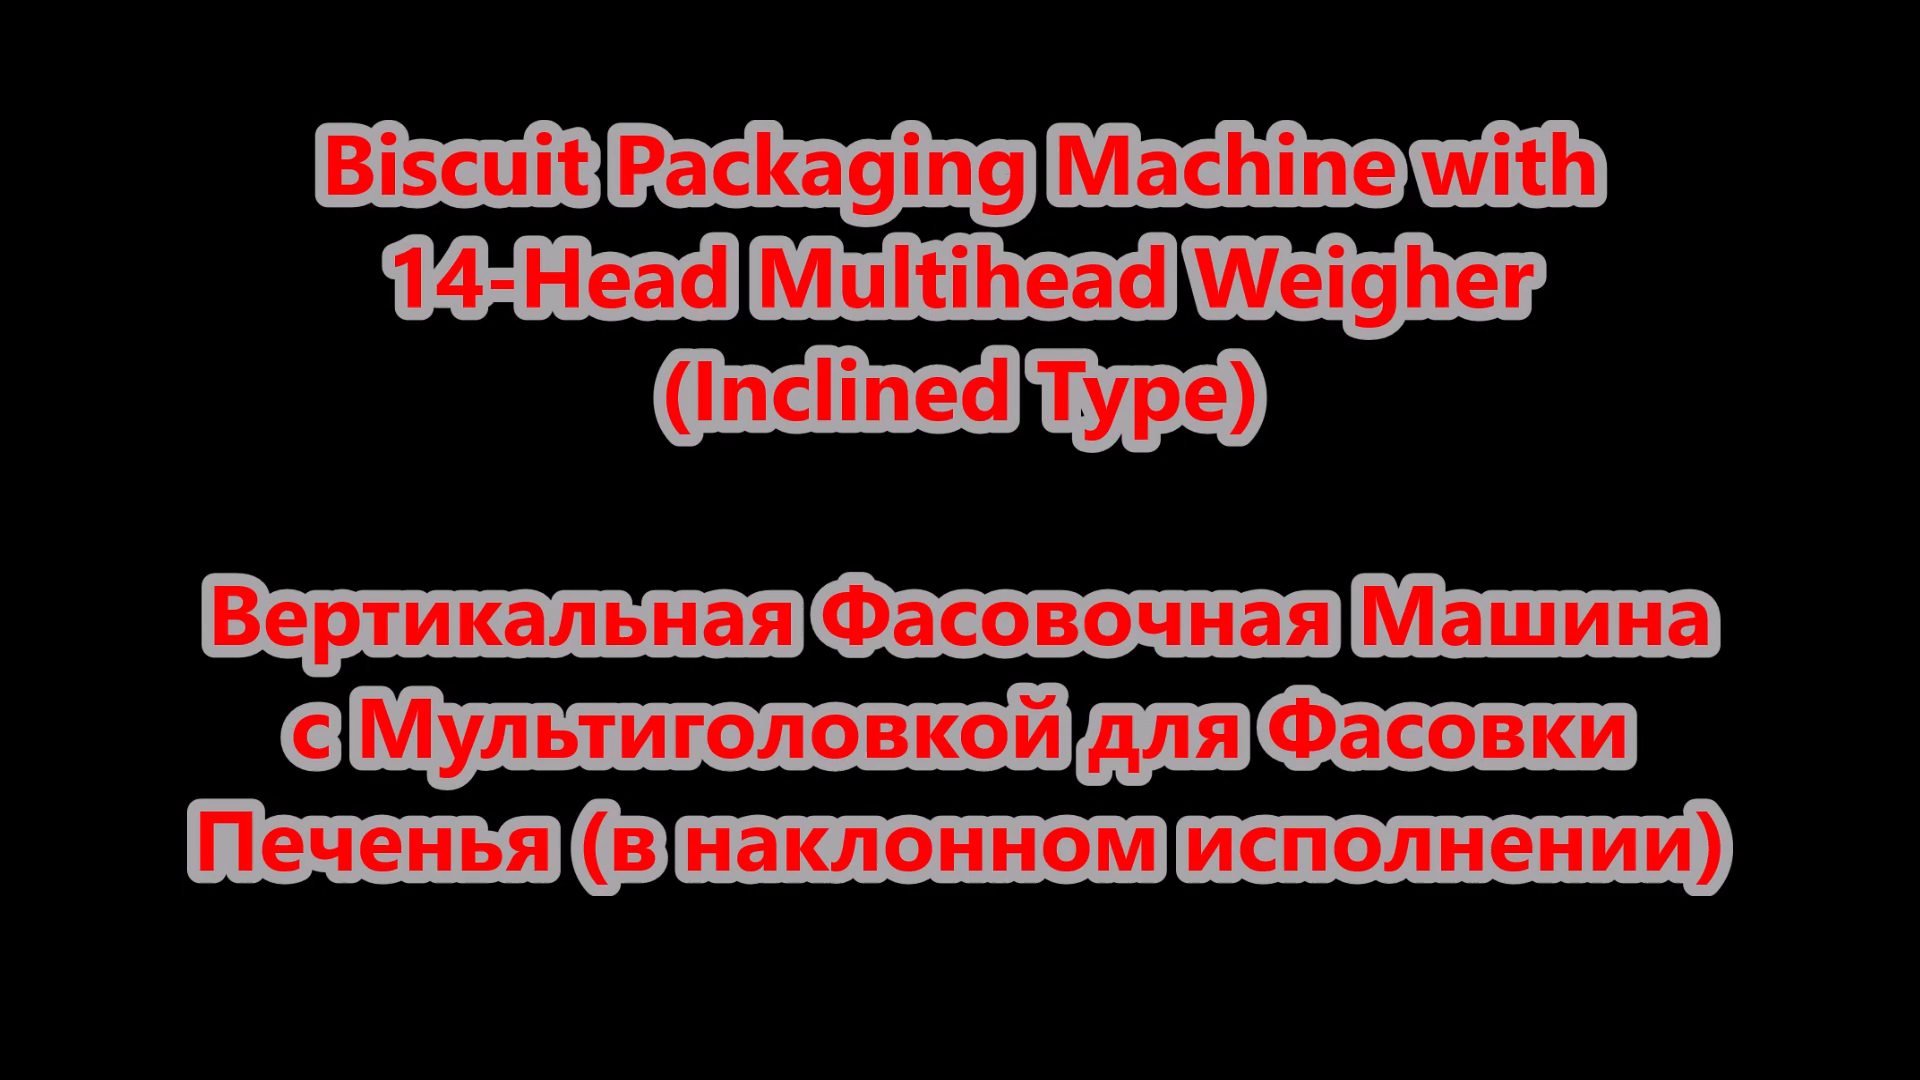 Biscuit Packaging Machine with
14-Head Multihead Weigher
(Inclined Type)
Вертикальная Фасовочная Машина
с Мультиголовкой для Фасовки
Печенья (в наклонном исполнении)